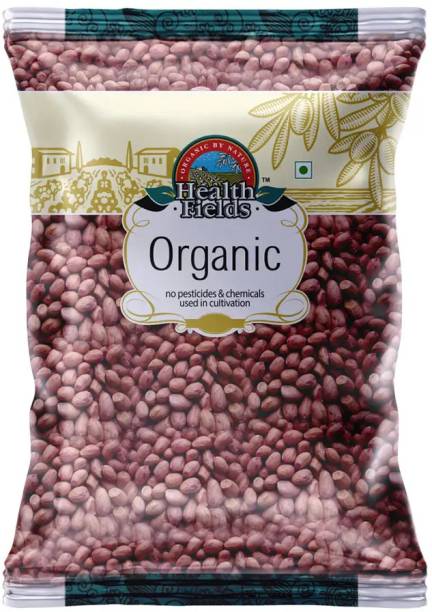 ORGANIC BY NATURE
Health
Fields
TM
Organic
no pesticides & chemicals
used in cultivation